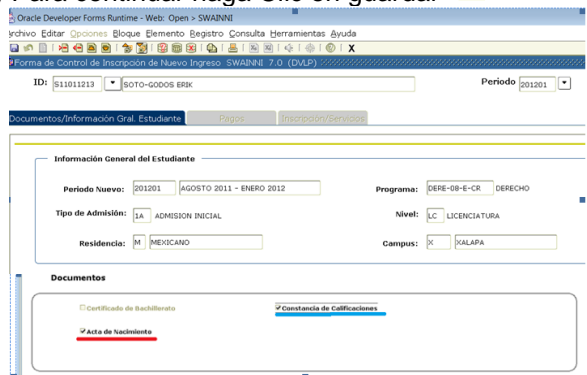 Para continuar haga Clic en guardar
Oracle Developer Forms Runtime - Web: Open > SWAINNI
Archivo Editar Opciones Bloque Elemento Registro Consulta Herramientas Ayuda
Forma de Control de Inscripción de Nuevo Ingreso SWAINNI 7.0 (DVLP)
ID: S11011213 SOTO-GODOS ERIK Periodo 201201
Documentos/Información Gral. Estudiante Pagos Inscripción/Servicios
Información General del Estudiante
Periodo Nuevo: 201201 AGOSTO 2011 - ENERO 2012 Programa: DERE-08-E-CR DERECHO
Tipo de Admisión: 1A ADMISION INICIAL Nivel: LC LICENCIATURA
Residencia: M MEXICANO Campus: X XALAPA
Documentos
Certificado de Bachillerato Constancia de Calificaciones
Acta de Nacimiento